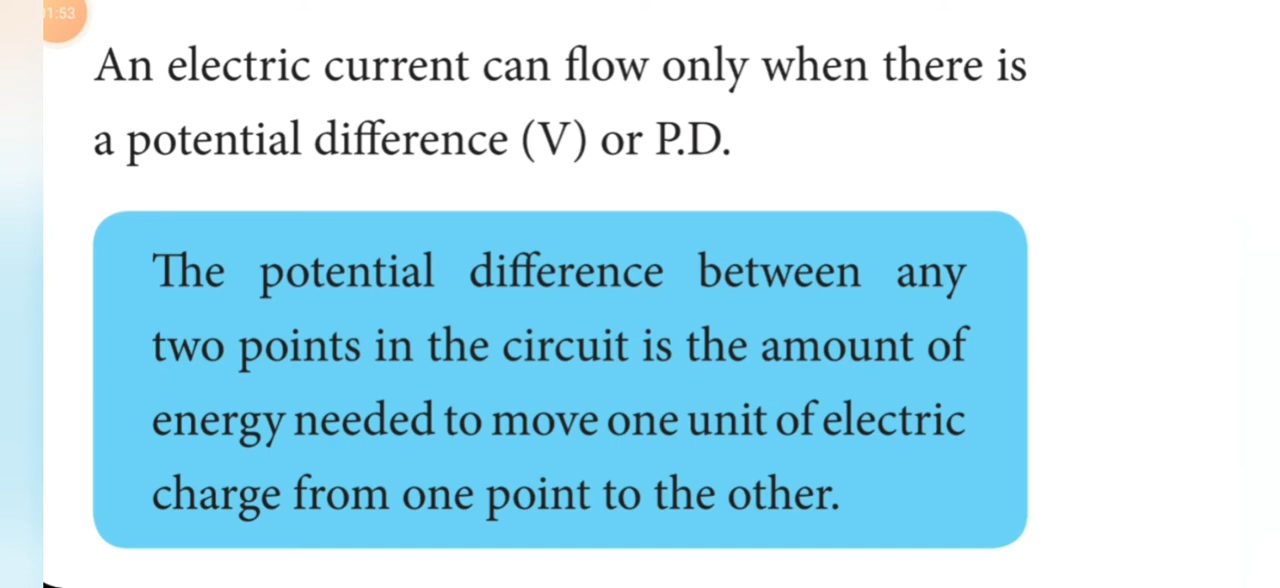 1:53
An electric current can flow only when there is
a potential difference (V) or P.D.
The potential difference between any
two points in the circuit is the amount of
energy needed to move one unit of electric
charge from one point to the other.